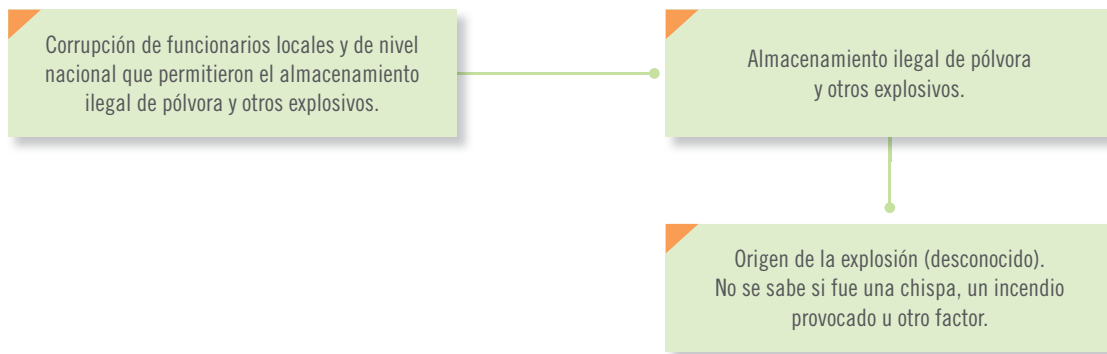 Corrupción de funcionarios locales y de nivel
nacional que permitieron el almacenamiento
ilegal de pólvora y otros explosivos.
Almacenamiento ilegal de pólvora
y otros explosivos.
Origen de la explosión (desconocido).
No se sabe si fue una chispa, un incendio
provocado u otro factor.